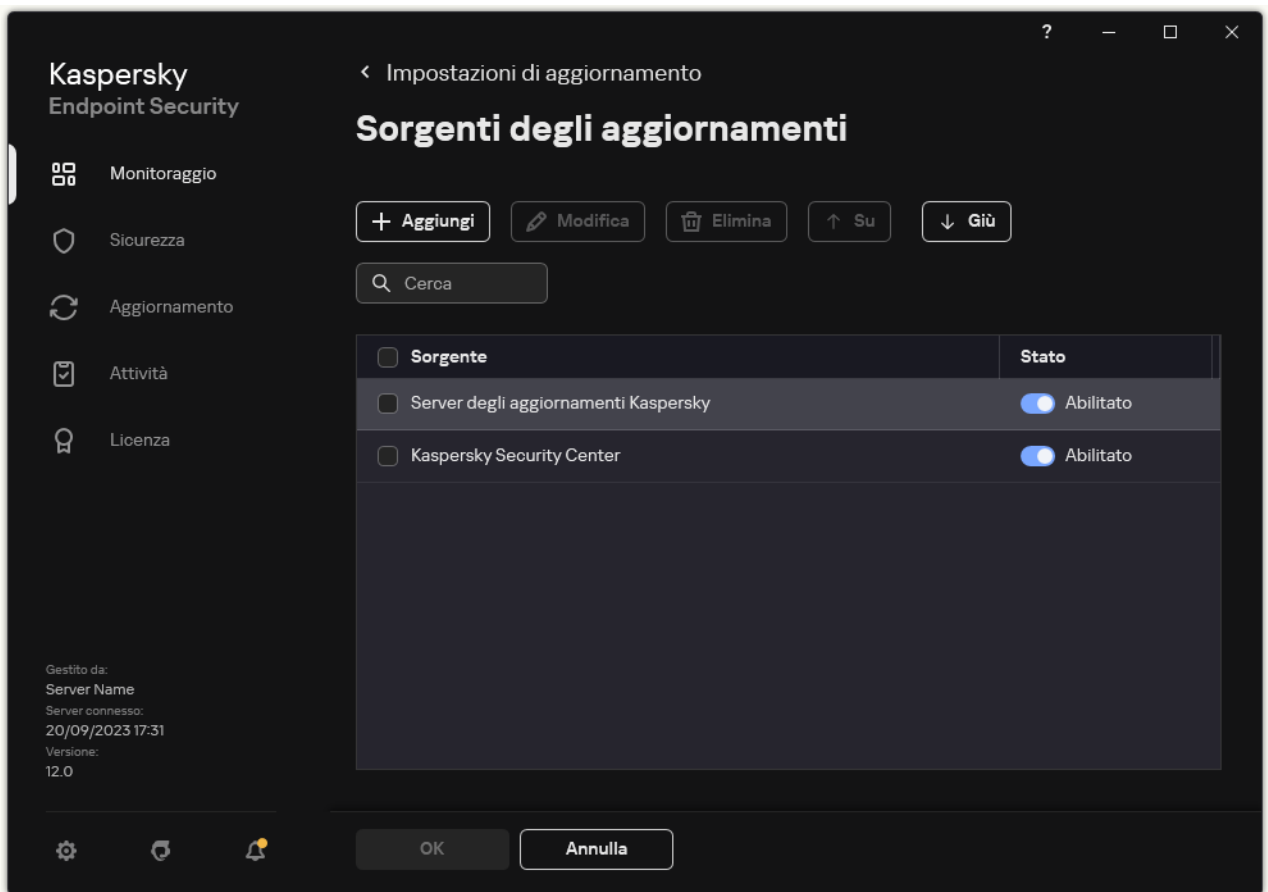 ?
Kaspersky
Endpoint Security
Monitoraggio
Sicurezza
Aggiornamento
Attività
Licenza
Gestito da:
Server Name
Server connesso:
20/09/2023 17:31
Versione:
12.0
Impostazioni di aggiornamento
Sorgenti degli aggiornamenti
Aggiungi Modifica Elimina Su Giù
Cerca
Sorgente Stato
Server degli aggiornamenti Kaspersky Abilitato
Kaspersky Security Center Abilitato
OK Annulla